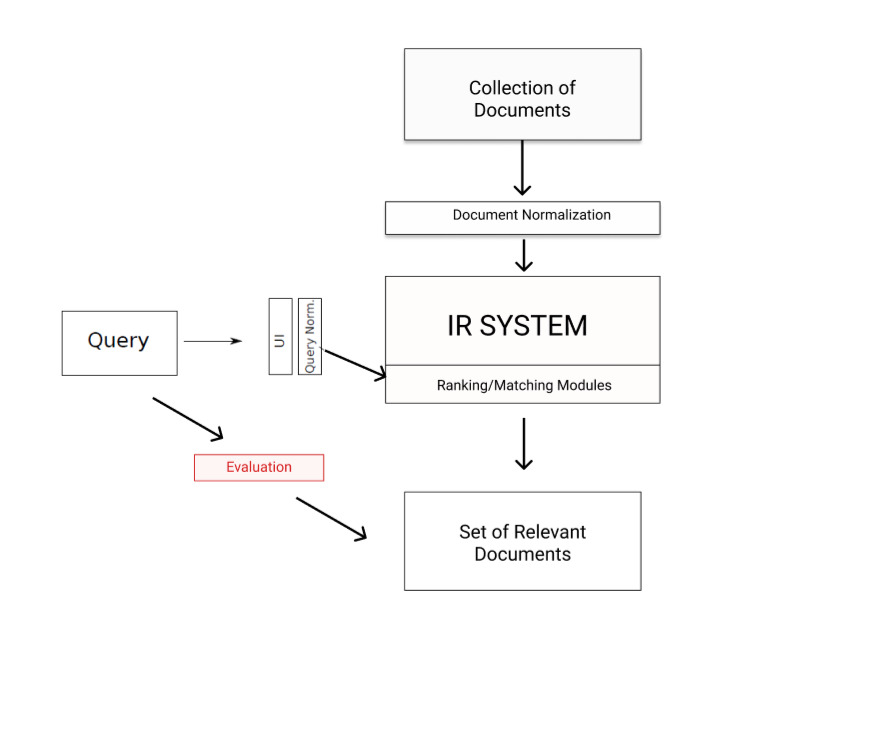 Collection of
Documents
Document Normalization
IR SYSTEM
Ranking/Matching Modules
Query
UI
Query Norm.
Evaluation
Set of Relevant
Documents